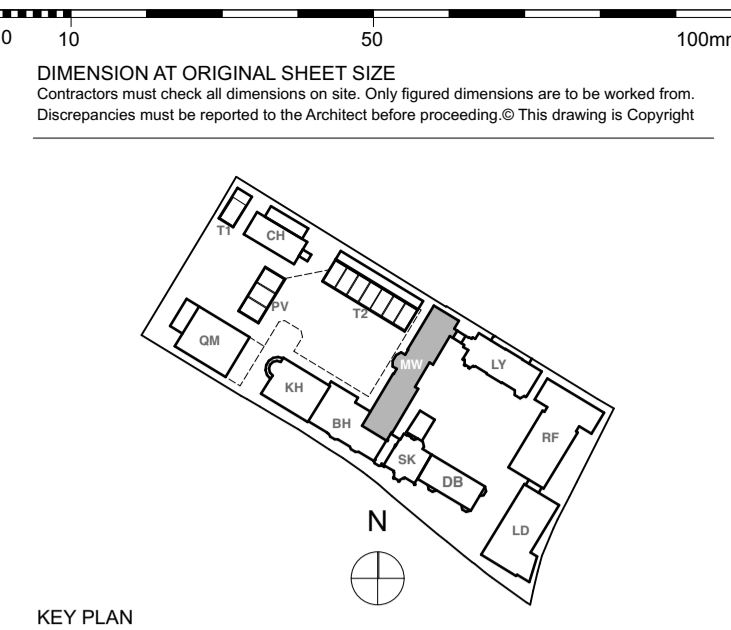 0 10 50 100mm
DIMENSION AT ORIGINAL SHEET SIZE
Contractors must check all dimensions on site. Only figured dimensions are to be worked from.
Discrepancies must be reported to the Architect before proceeding.© This drawing is Copyright
T1
CH
PV
T2
QM
MW
LY
KH
BH
RF
SK
DB
LD
N
KEY PLAN